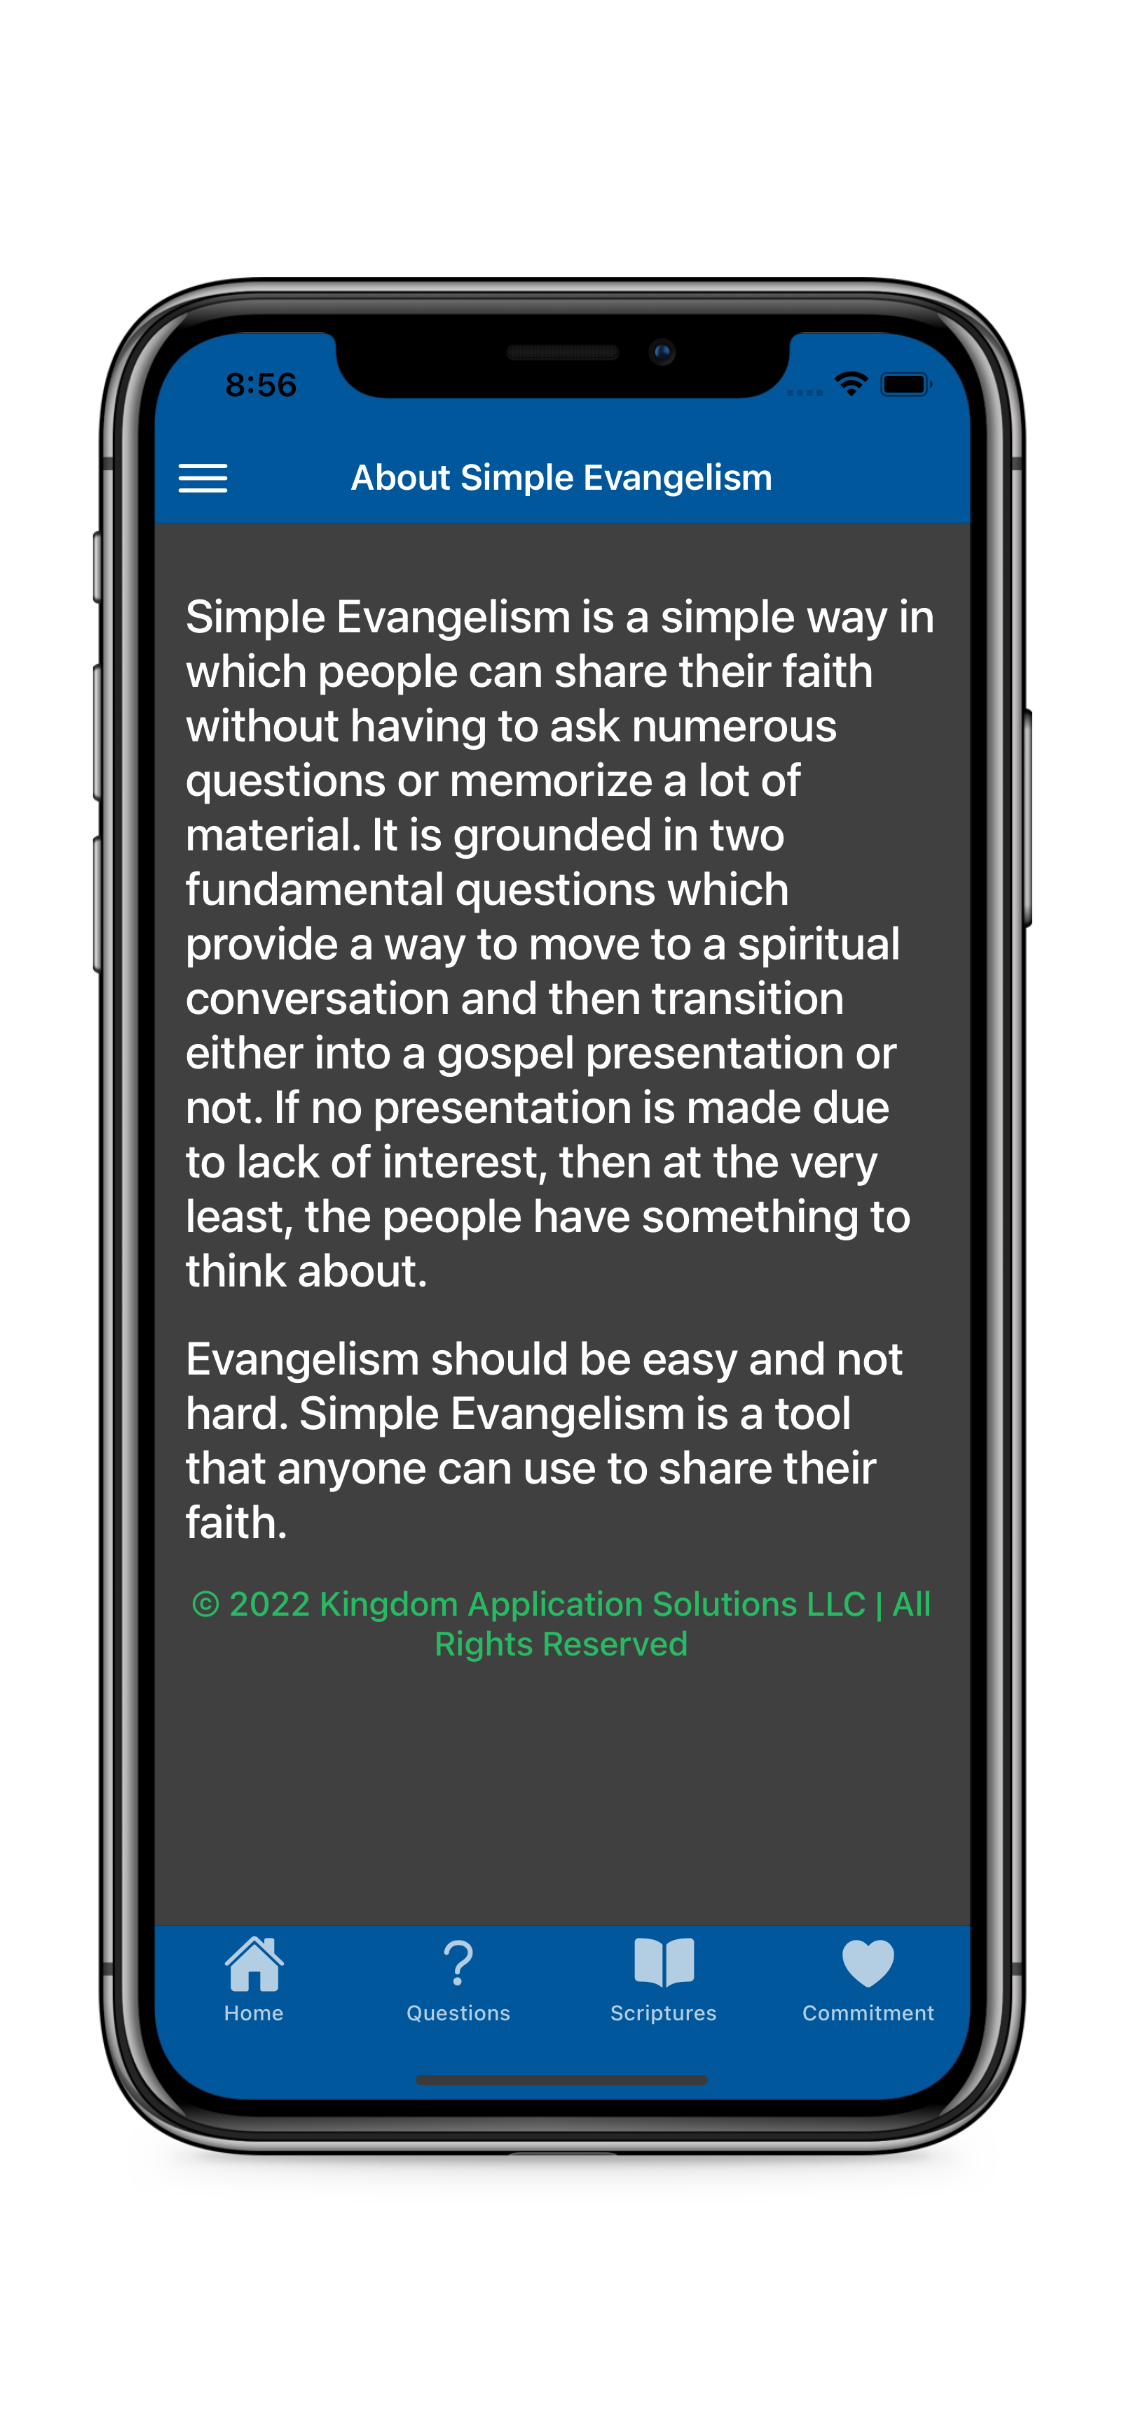 8:56
About Simple Evangelism
Simple Evangelism is a simple way in
which people can share their faith
without having to ask numerous
questions or memorize a lot of
material. It is grounded in two
fundamental questions which
provide a way to move to a spiritual
conversation and then transition
either into a gospel presentation or
not. If no presentation is made due
to lack of interest, then at the very
least, the people have something to
think about.
Evangelism should be easy and not
hard. Simple Evangelism is a tool
that anyone can use to share their
faith.
© 2022 Kingdom Application Solutions LLC | All
Rights Reserved
Home Questions Scriptures Commitment